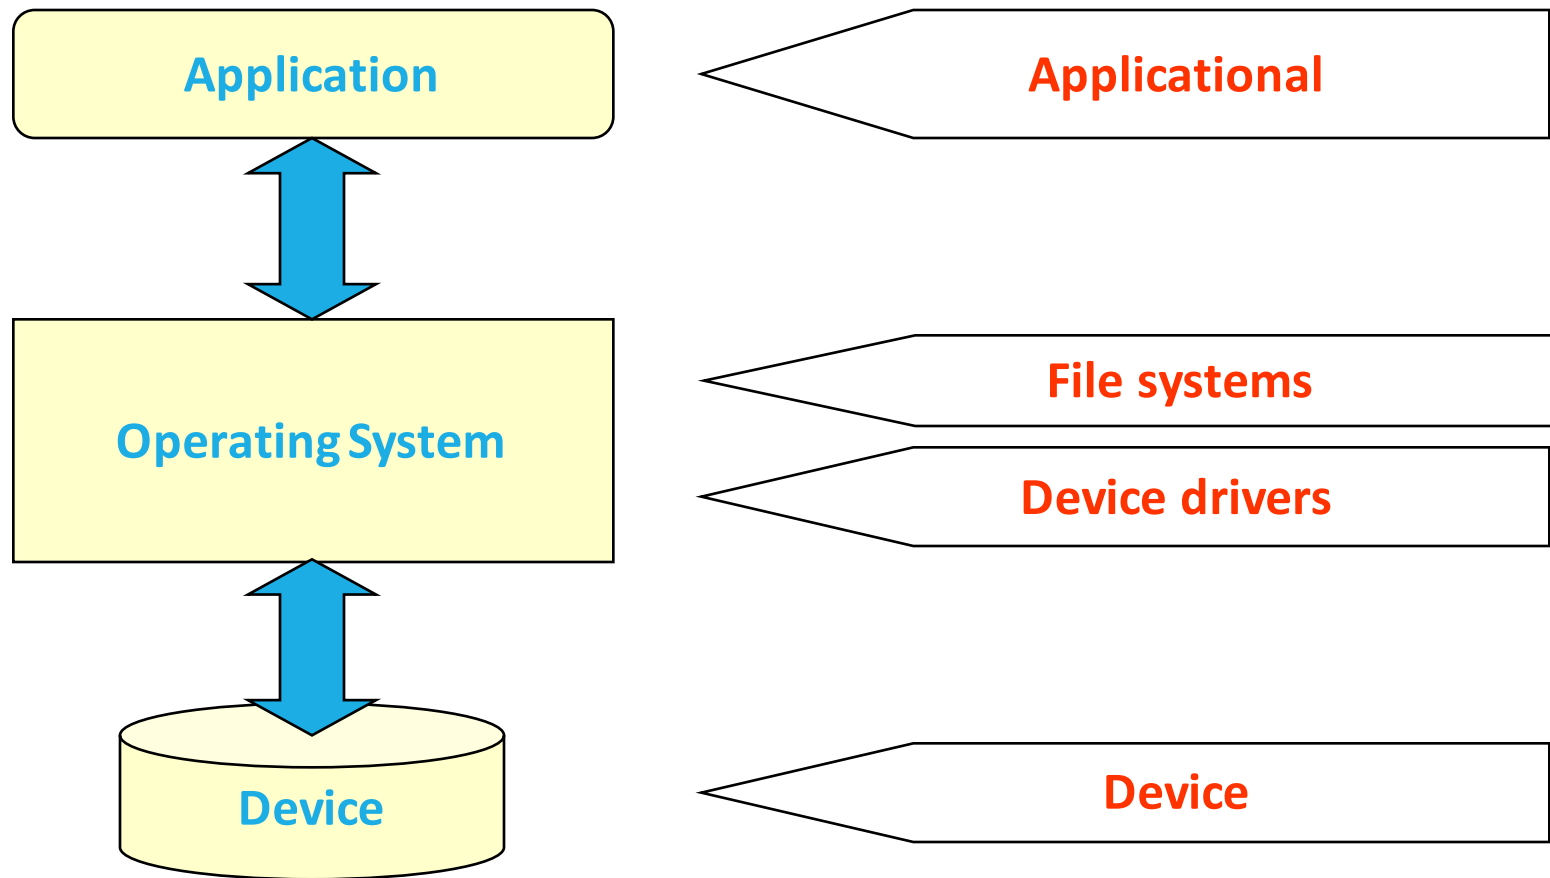 Application
Applicational
File systems
Operating System
Device drivers
Device
Device